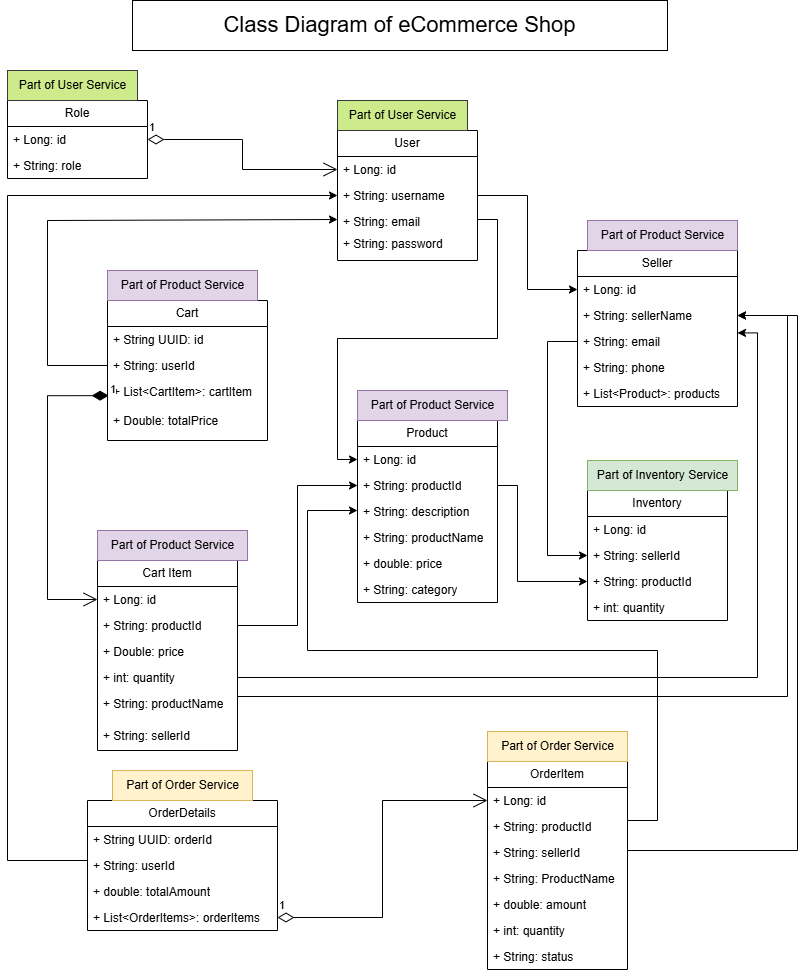 Class Diagram of eCommerce Shop
Part of User Service
Role
+ Long: id
+ String: role
1
Part of User Service
User
+ Long: id
+ String: username
+ String: email
+ String: password
Part of Product Service
Seller
+ Long: id
+ String: sellerName
+ String: email
+ String: phone
+ List<Product>: products
Part of Product Service
Cart
+ String UUID: id
+ String: userId
+ List<CartItem>: cartItem
1
+ Double: totalPrice
Part of Product Service
Product
+ Long: id
+ String: productId
+ String: description
+ String: productName
+ double: price
+ String: category
Part of Inventory Service
Inventory
+ Long: id
+ String: sellerId
+ String: productId
+ int: quantity
Part of Product Service
Cart Item
+ Long: id
+ String: productId
+ Double: price
+ int: quantity
+ String: productName
+ String: sellerId
Part of Order Service
OrderDetails
+ String UUID: orderId
+ String: userId
+ double: totalAmount
+ List<OrderItems>: orderItems
1
Part of Order Service
OrderItem
+ Long: id
+ String: productId
+ String: sellerId
+ String: ProductName
+ double: amount
+ int: quantity
+ String: status